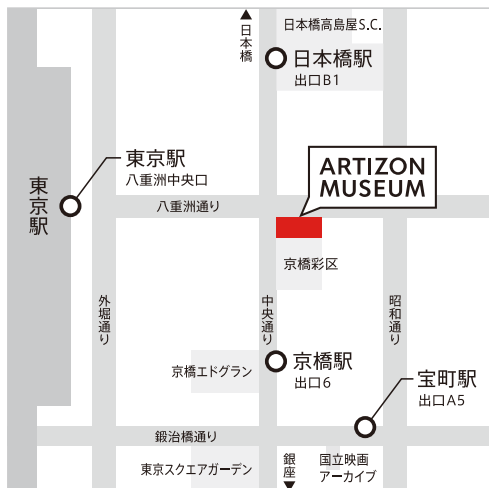 日本橋
日本橋高島屋S.C.
日本橋駅
出口B1
東京駅
八重洲中央口
ARTIZON
MUSEUM
東京駅
八重洲通り
京橋彩区
外堀通り
中央通り
昭和通り
京橋駅
出口6
京橋エドグラン
宝町駅
出口A5
鍛冶橋通り
東京スクエアガーデン
銀座
国立映画
アーカイブ